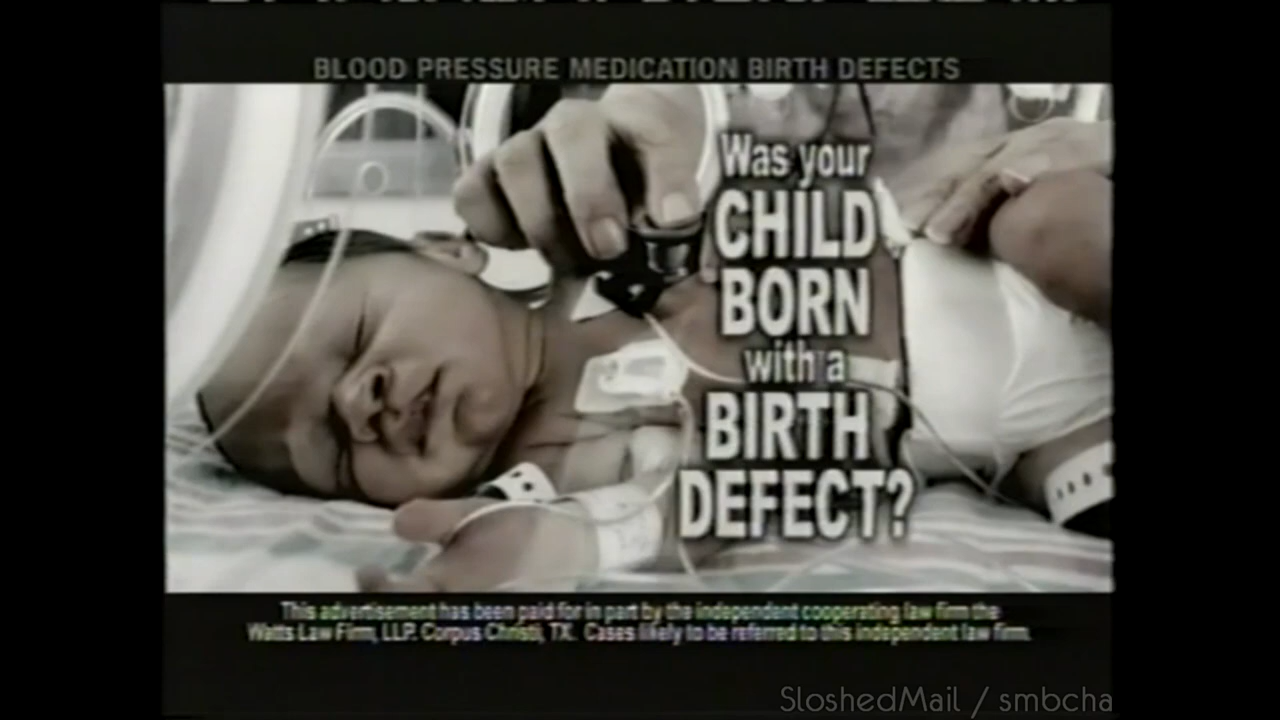 BLOOD PRESSURE MEDICATION BIRTH DEFECTS
Was your
CHILD
BORN
with a
BIRTH
DEFECT?
This advertisement has been paid for in part by the independent cooperating law firm the
Watts Law Firm, LLP. Corpus Christi, TX. Cases likely to be referred to this independent law firm.
SloshedMail / smbcha